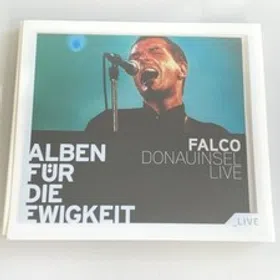 FALCO
DONAUINSEL
LIVE
ALBEN
FÜR
DIE
EWIGKEIT
_LIVE